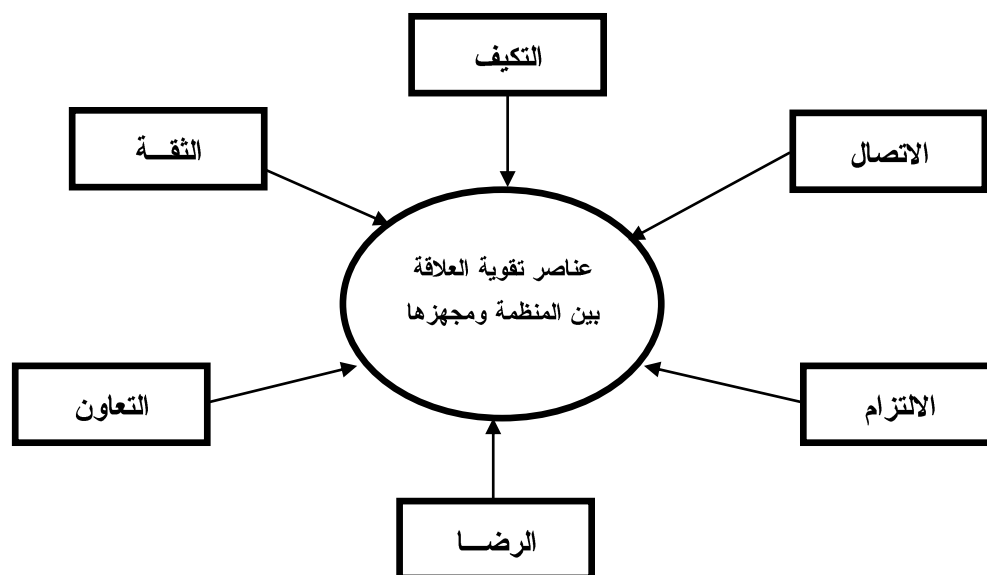 التكيف
الاتصال
الثقـــة
عناصر تقوية العلاقة
بين المنظمة ومجهزها
الالتزام
التعاون
الرضـــا